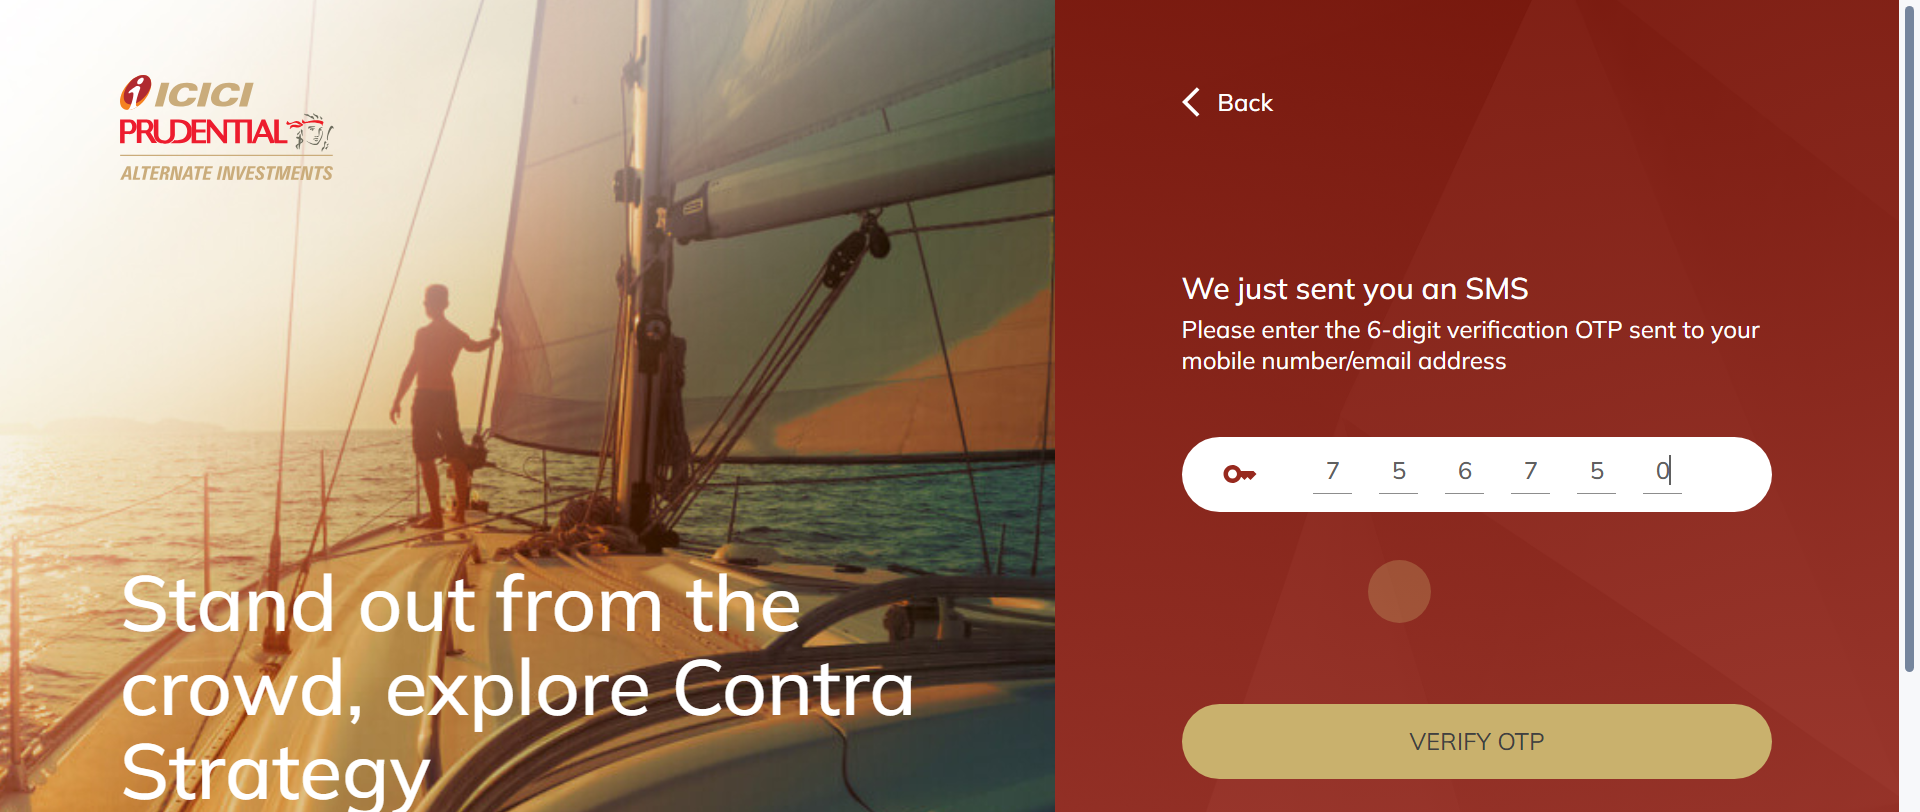 ICICI
PRUDENTIAL
ALTERNATE INVESTMENTS
Stand out from the
crowd, explore Contra
Strategy
Back
We just sent you an SMS
Please enter the 6-digit verification OTP sent to your
mobile number/email address
7 5 6 7 5 0
VERIFY OTP